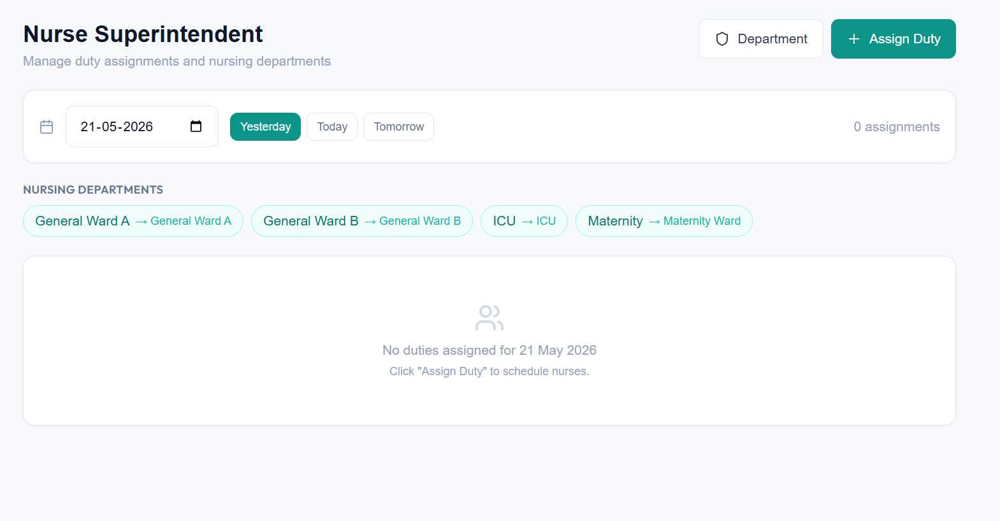 Nurse Superintendent
Manage duty assignments and nursing departments
Department
+ Assign Duty
21-05-2026
Yesterday
Today
Tomorrow
0 assignments
NURSING DEPARTMENTS
General Ward A → General Ward A
General Ward B → General Ward B
ICU → ICU
Maternity → Maternity Ward
No duties assigned for 21 May 2026
Click "Assign Duty" to schedule nurses.